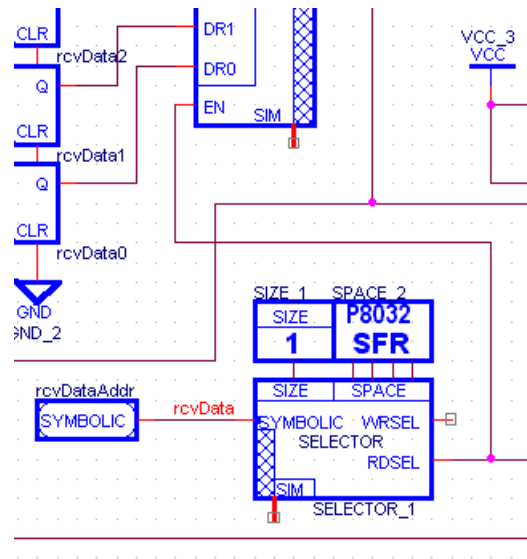 CLR
rcvData2
DR1
VCC_3
VCC
Q
DR0
EN
SIM
CLR
rcvData1
Q
CLR
rcvData0
GND
GND_2
SIZE_1 SPACE_2
SIZE
P8032
1
SFR
rcvDataAddr
SYMBOLIC
rcvData
SIZE SPACE
SYMBOLIC WRSEL
SELECTOR
RDSEL
SIM
SELECTOR_1